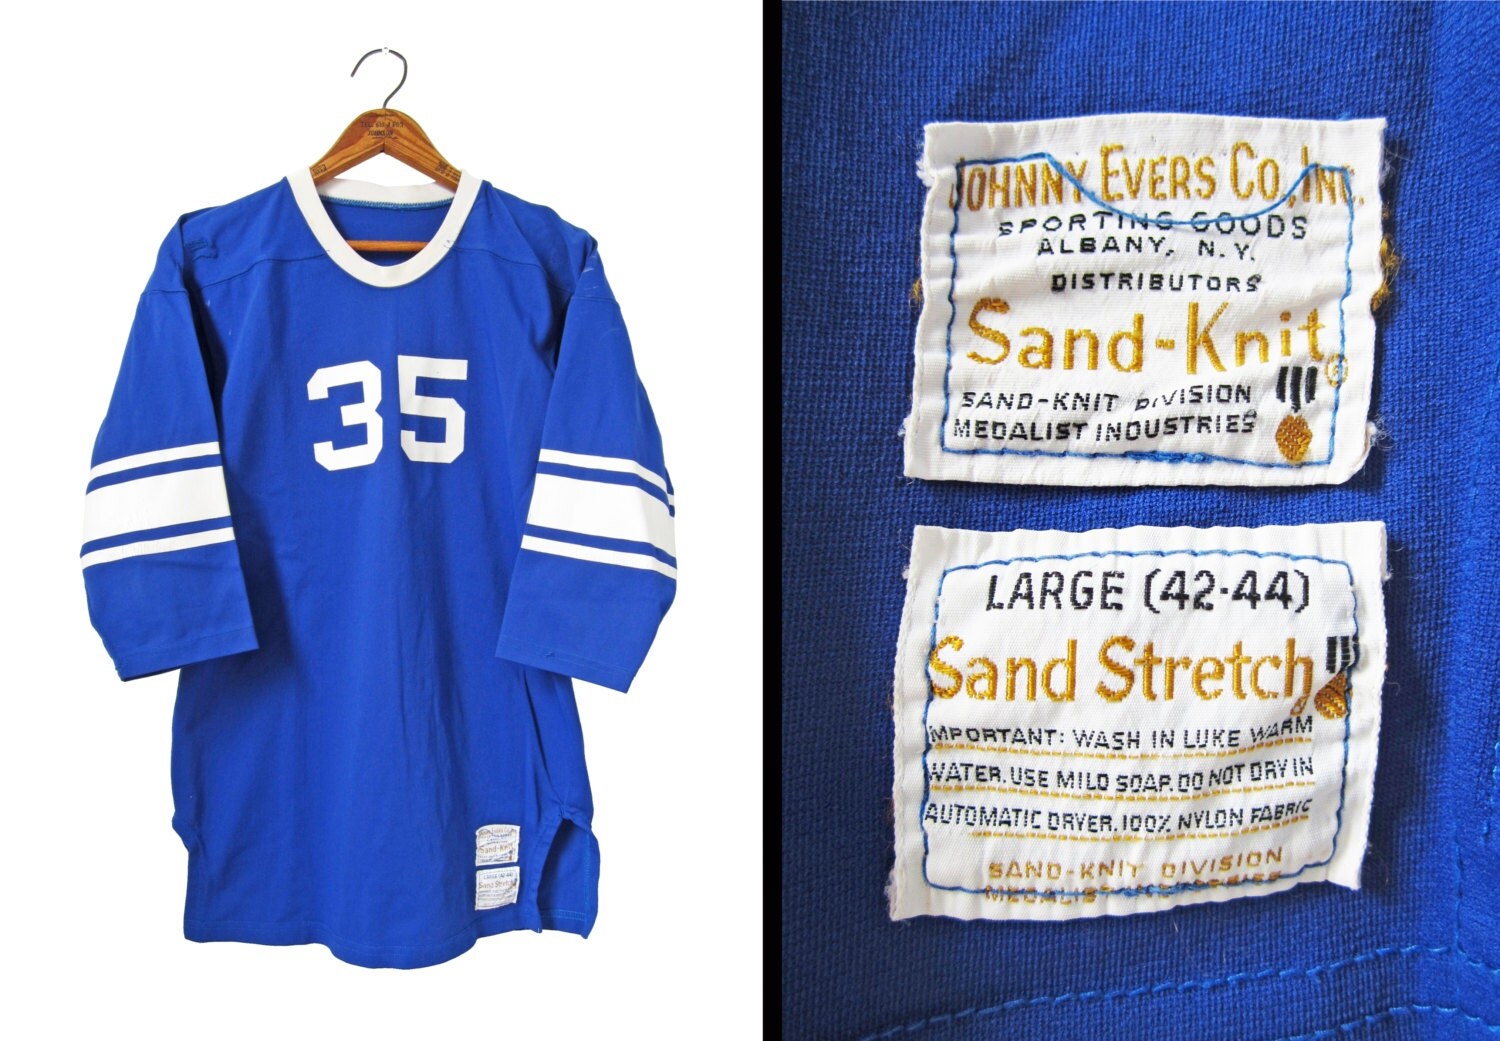 35
JOHNNY EVERS CO., INC.
SPORTING GOODS
ALBANY, N.Y.
DISTRIBUTORS
Sand-Knit®
SAND-KNIT DIVISION
MEDALIST INDUSTRIES
LARGE (42-44)
Sand Stretch
IMPORTANT: WASH IN LUKE WARM
WATER. USE MILD SOAP. DO NOT DRY IN
AUTOMATIC DRYER. 100% NYLON FABRIC
SAND-KNIT DIVISION
MEDALIST INDUSTRIES